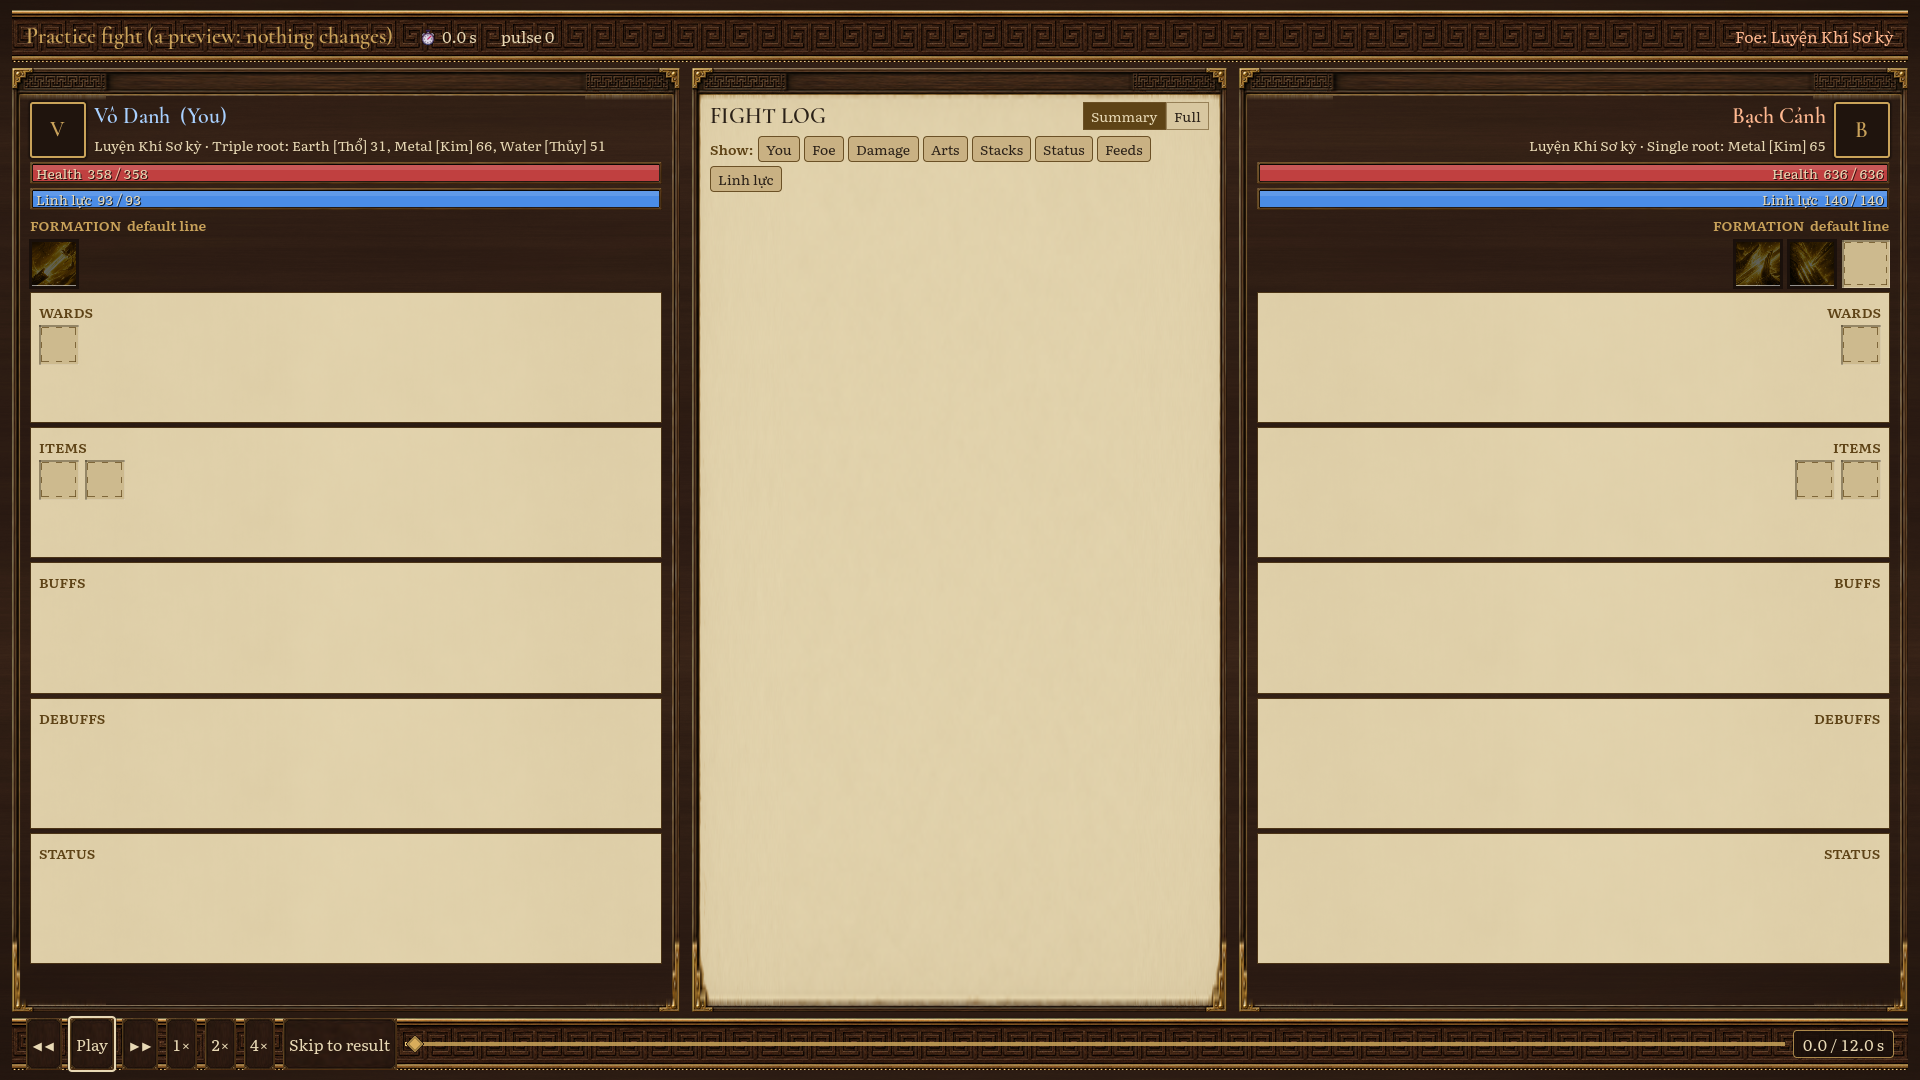 Practice fight (a preview: nothing changes) 0.0 s pulse 0
Foe: Luyện Khí Sơ kỳ
V
Vô Danh (You)
Luyện Khí Sơ kỳ · Triple root: Earth [Thổ] 31, Metal [Kim] 66, Water [Thủy] 51
Health 358 / 358
Linh lực 93 / 93
FORMATION default line
WARDS
ITEMS
BUFFS
DEBUFFS
STATUS
FIGHT LOG
Summary Full
Show: You Foe Damage Arts Stacks Status Feeds
Linh lực
Bạch Cảnh
B
Luyện Khí Sơ kỳ · Single root: Metal [Kim] 65
Health 636 / 636
Linh lực 140 / 140
FORMATION default line
WARDS
ITEMS
BUFFS
DEBUFFS
STATUS
◄◄ Play ►► 1× 2× 4× Skip to result 0.0 / 12.0 s